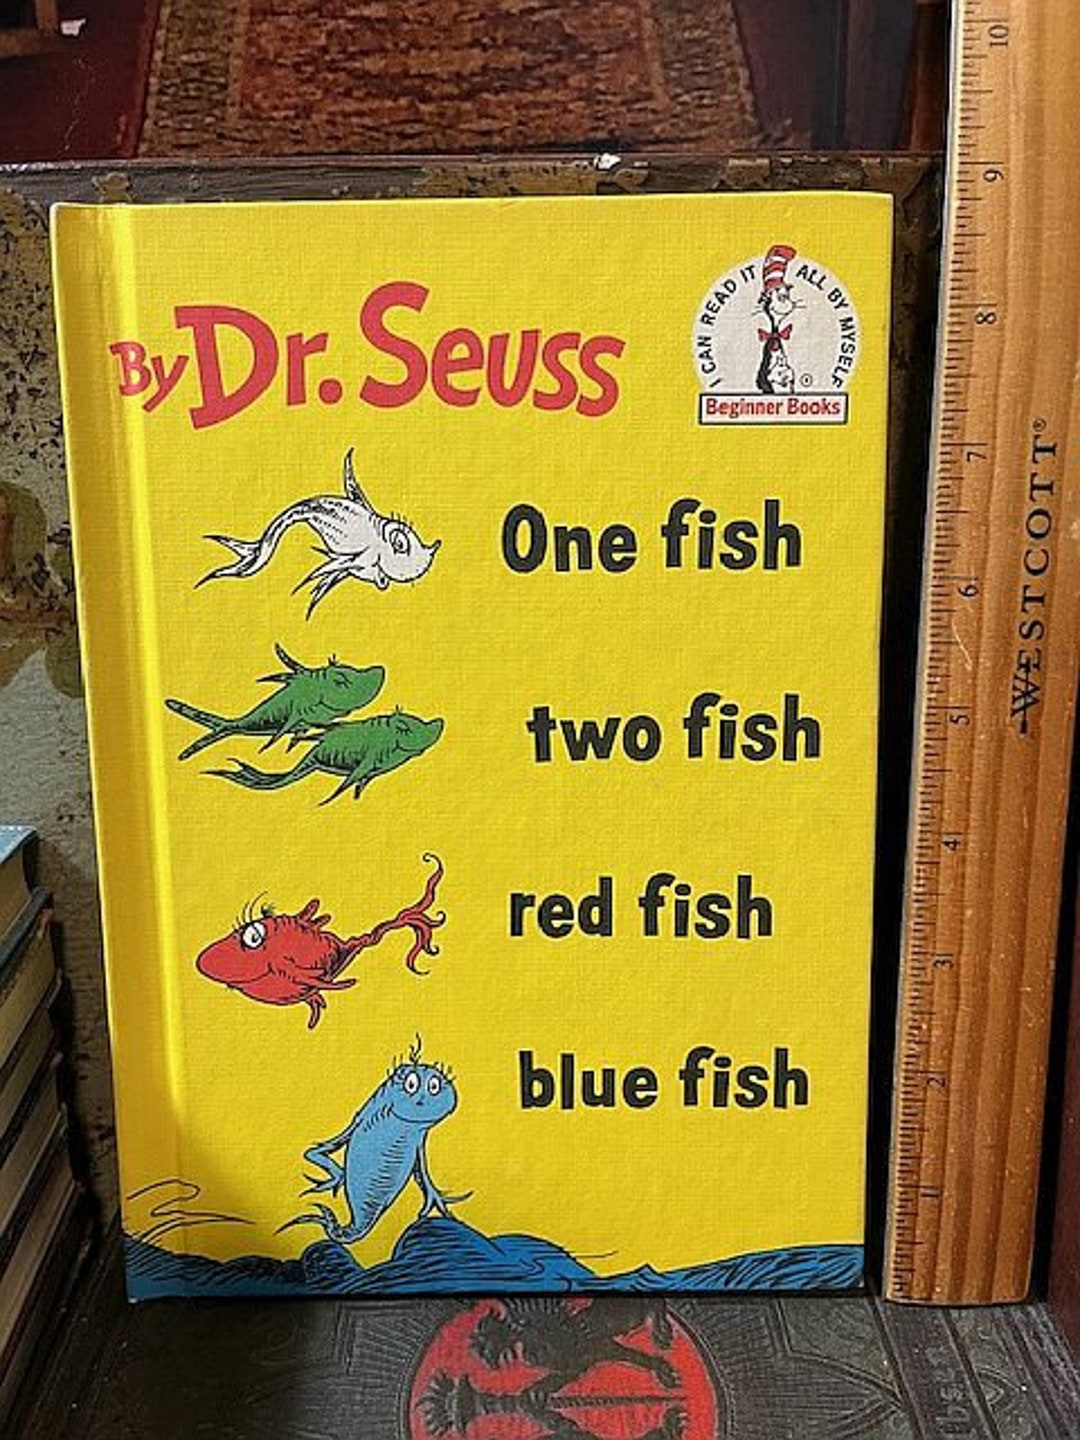 By Dr. Seuss
I CAN READ IT ALL BY MYSELF
Beginner Books
One fish
two fish
red fish
blue fish
10
9
8
7
6
5
4
3
2
1
WESTCOTT®